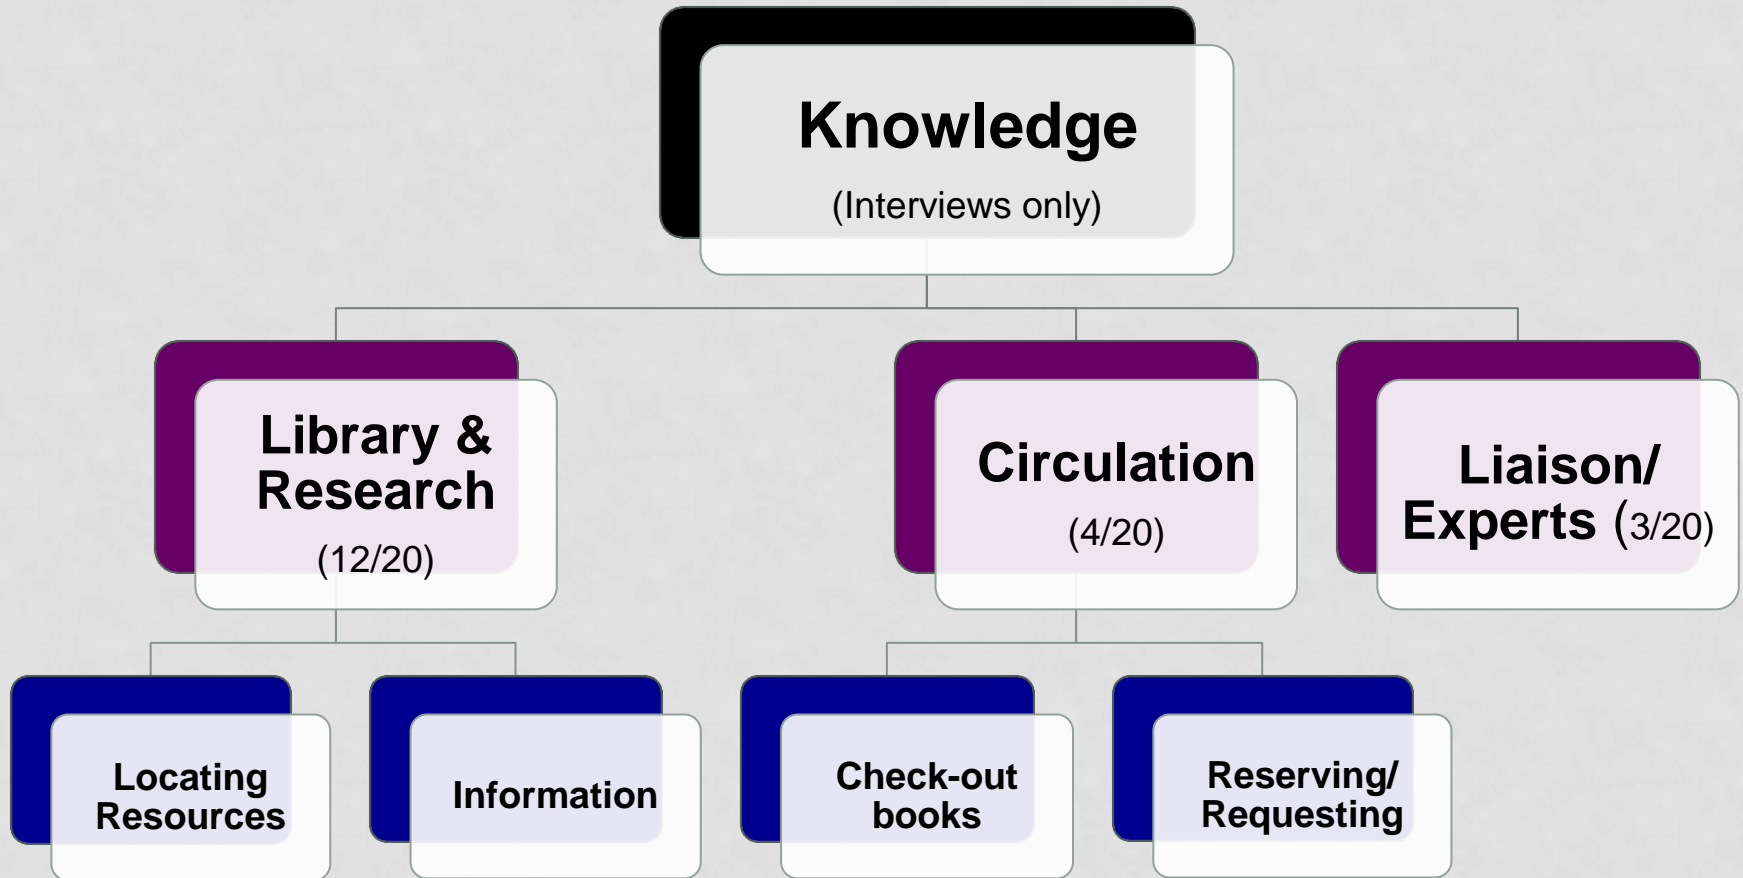 Knowledge
(Interviews only)
Library &
Research
(12/20)
Circulation
(4/20)
Liaison/
Experts (3/20)
Locating
Resources
Information
Check-out
books
Reserving/
Requesting